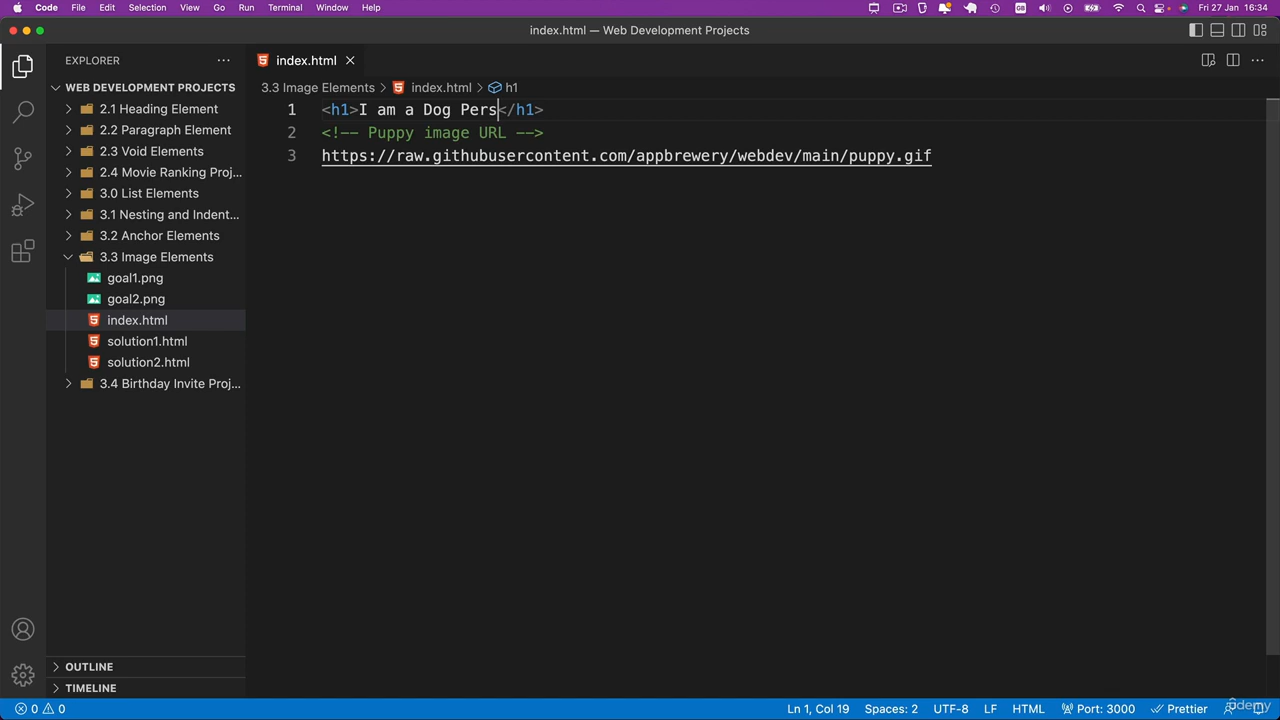 Code File Edit Selection View Go Run Terminal Window Help Fri 27 Jan 16:34
index.html — Web Development Projects
EXPLORER
index.html
WEB DEVELOPMENT PROJECTS
3.3 Image Elements > index.html > h1
2.1 Heading Element
2.2 Paragraph Element
2.3 Void Elements
2.4 Movie Ranking Proj...
3.0 List Elements
3.1 Nesting and Indent...
3.2 Anchor Elements
3.3 Image Elements
goal1.png
goal2.png
index.html
solution1.html
solution2.html
3.4 Birthday Invite Proj...
1 <h1>I am a Dog Pers</h1>
2 <!-- Puppy image URL -->
3 https://raw.githubusercontent.com/appbrewery/webdev/main/puppy.gif
OUTLINE
TIMELINE
0 0 Ln 1, Col 19 Spaces: 2 UTF-8 LF HTML Port: 3000 Prettier
Udemy